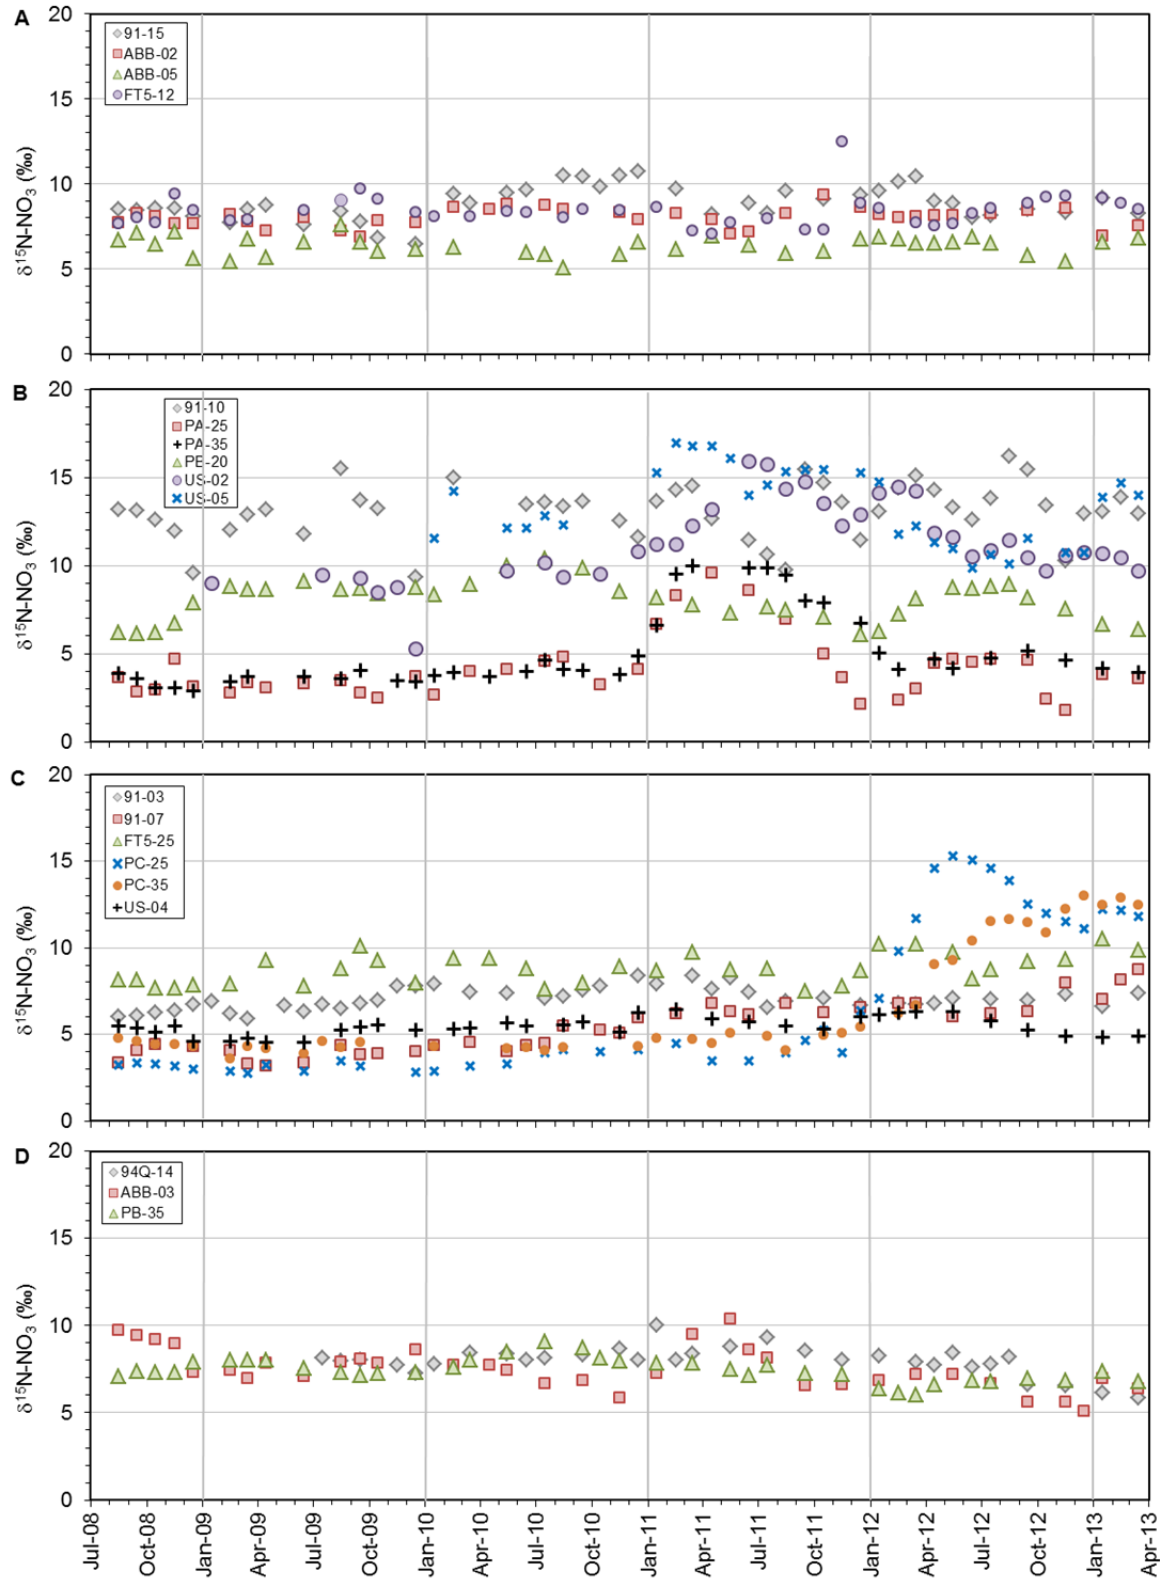 A
20
15
10
5
0
δ¹⁵N-NO₃ (‰)
91-15
ABB-02
ABB-05
FT5-12
B
20
15
10
5
0
δ¹⁵N-NO₃ (‰)
91-10
PA-25
PA-35
PB-20
US-02
US-05
C
20
15
10
5
0
δ¹⁵N-NO₃ (‰)
91-03
91-07
FT5-25
PC-25
PC-35
US-04
D
20
15
10
5
0
δ¹⁵N-NO₃ (‰)
94Q-14
ABB-03
PB-35
Jul-08
Oct-08
Jan-09
Apr-09
Jul-09
Oct-09
Jan-10
Apr-10
Jul-10
Oct-10
Jan-11
Apr-11
Jul-11
Oct-11
Jan-12
Apr-12
Jul-12
Oct-12
Jan-13
Apr-13